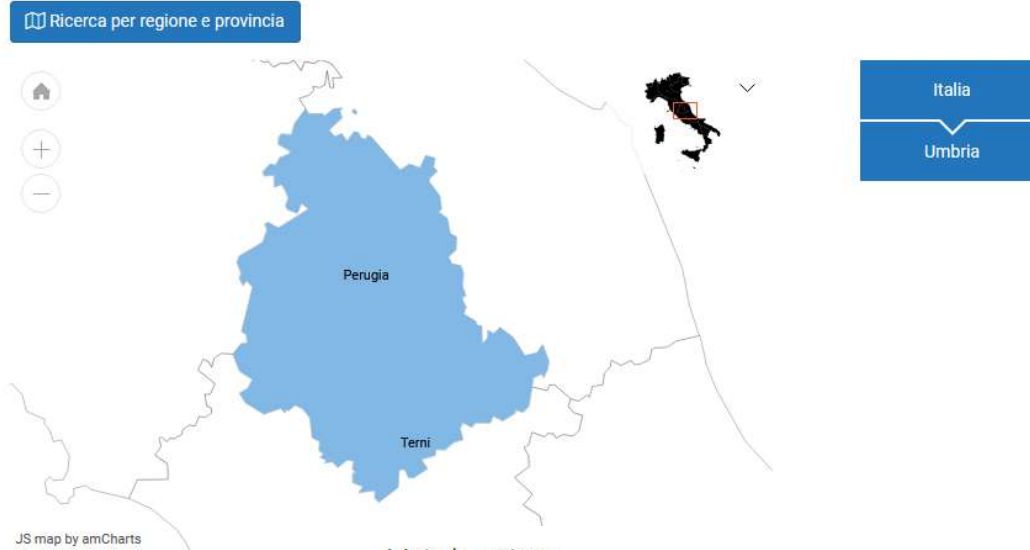 Ricerca per regione e provincia
Italia
Umbria
Perugia
Terni
JS map by amCharts